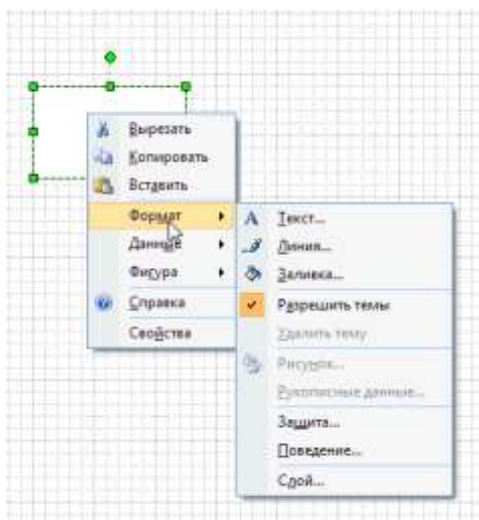 Вырезать
Копировать
Вставить
Формат
Данные
Фигура
Справка
Свойства
Текст...
Линия...
Заливка...
Разрешить темы
Удалить тему
Рисунок...
Рукописные данные...
Защита...
Поведение...
Слой...